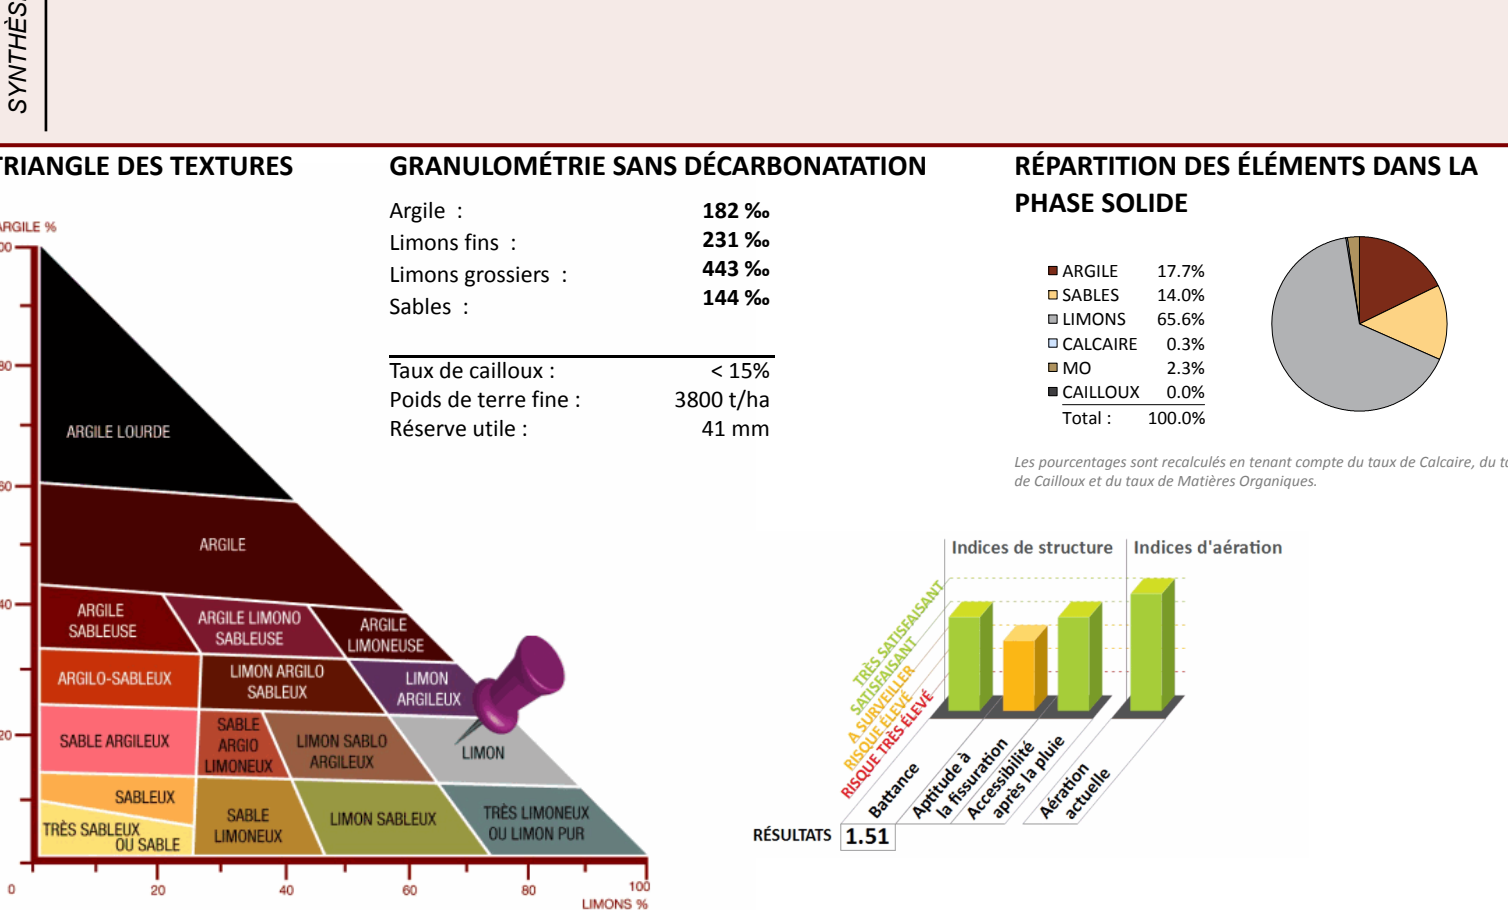 SYNTHÈS
TRIANGLE DES TEXTURES
ARGILE %
80
60
40
20
0
20
40
60
80
100
LIMONS %
ARGILE LOURDE
ARGILE
ARGILE
SABLEUSE
ARGILE LIMONO
SABLEUSE
ARGILE
LIMONEUSE
ARGILO-SABLEUX
LIMON ARGILO
SABLEUX
LIMON
ARGILEUX
SABLE ARGILEUX
SABLE
ARGIO
LIMONEUX
LIMON SABLO
ARGILEUX
LIMON
SABLEUX
TRÈS SABLEUX
OU SABLE
SABLE
LIMONEUX
LIMON SABLEUX
TRÈS LIMONEUX
OU LIMON PUR
GRANULOMÉTRIE SANS DÉCARBONATATION
Argile : 182 ‰
Limons fins : 231 ‰
Limons grossiers : 443 ‰
Sables : 144 ‰
Taux de cailloux : < 15%
Poids de terre fine : 3800 t/ha
Réserve utile : 41 mm
RÉPARTITION DES ÉLÉMENTS DANS LA
PHASE SOLIDE
ARGILE 17.7%
SABLES 14.0%
LIMONS 65.6%
CALCAIRE 0.3%
MO 2.3%
CAILLOUX 0.0%
Total : 100.0%
Les pourcentages sont recalculés en tenant compte du taux de Calcaire, du
de Cailloux et du taux de Matières Organiques.
Indices de structure
Indices d'aération
TRÈS SATISFAISANT
SATISFAISANT
A SURVEILLER
RISQUE ÉLEVÉ
RISQUE TRÈS ÉLEVÉ
Battance
Aptitude à
la fissuration
Accessibilité
après la pluie
Aération
actuelle
RÉSULTATS 1.51